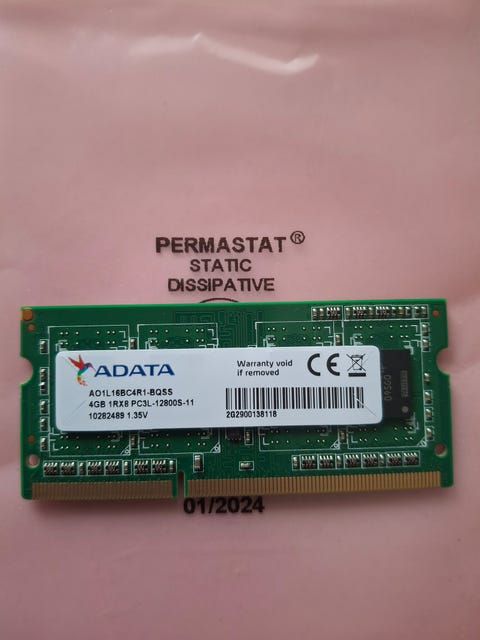 PERMASTAT®
STATIC
DISSIPATIVE
ADATA
Warranty void
if removed
CE
AO1L16BC4R1-BQSS
4GB 1RX8 PC3L-12800S-11
10282489 1.35V
2G2900138118
01/2024